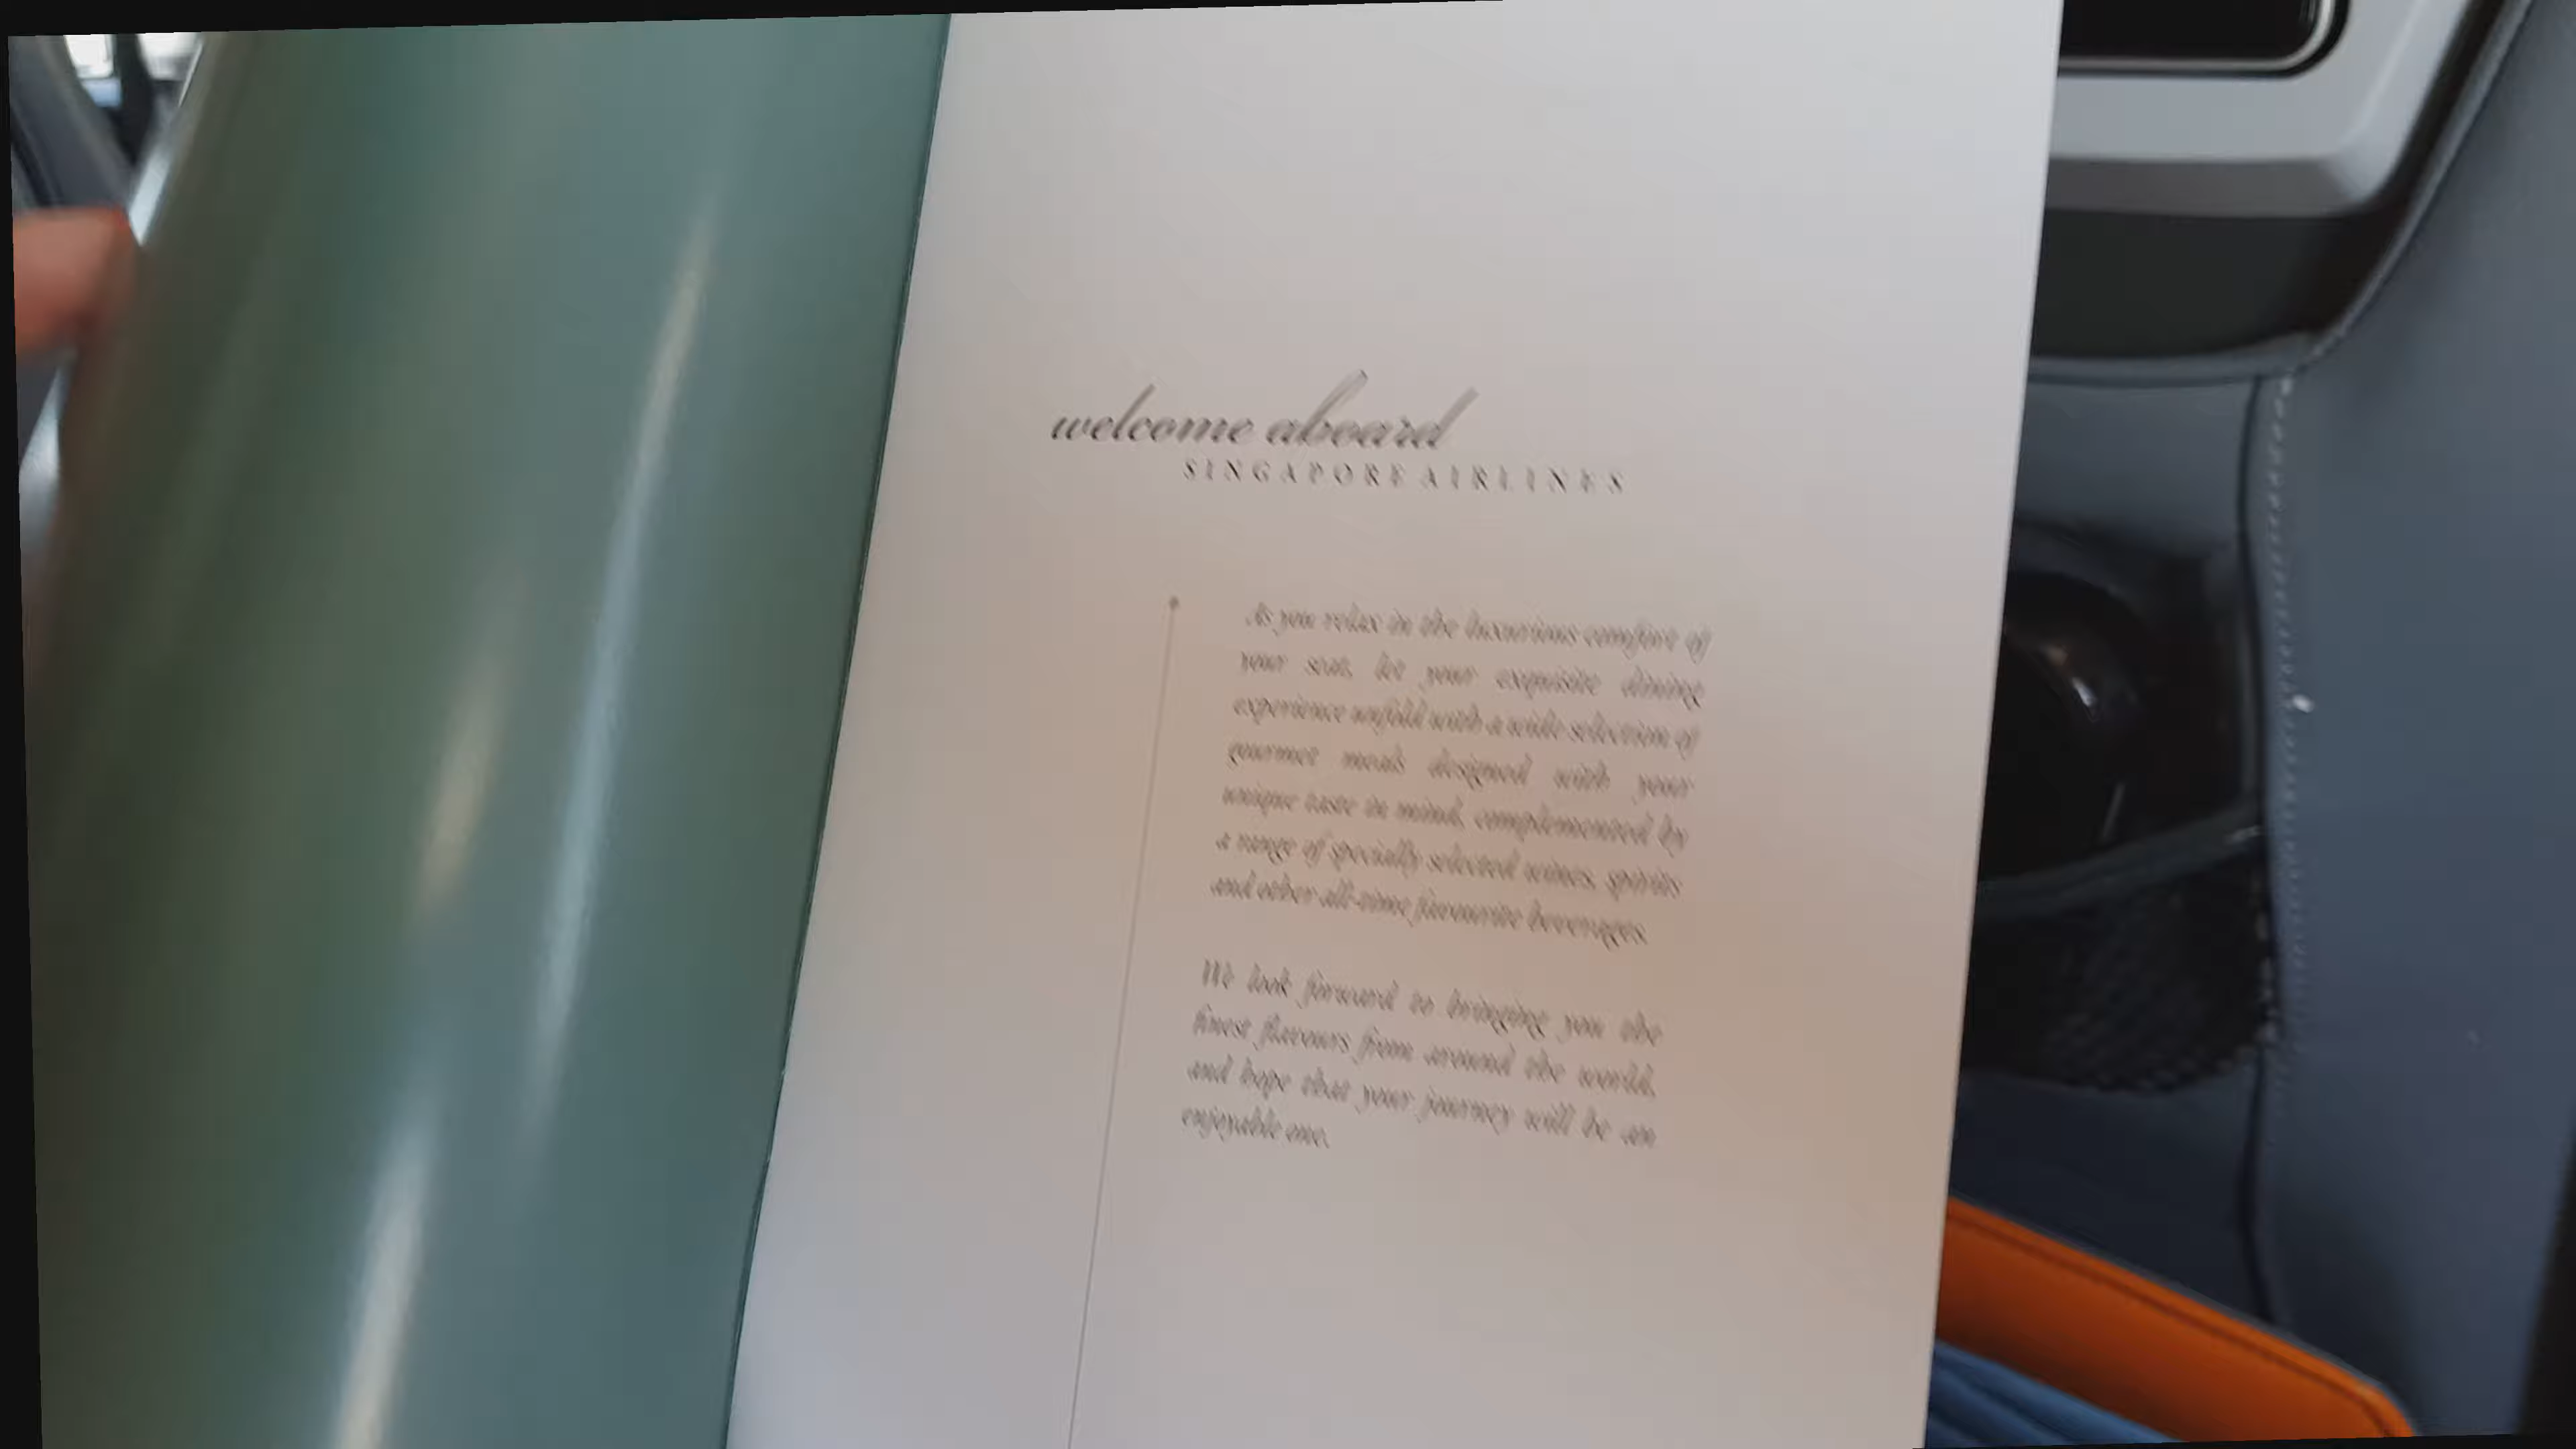 welcome aboard
SINGAPORE AIRLINES
As you relax in the luxurious comfort of
your seat, let your exquisite dining
experience unfold with a wide selection of
gourmet meals designed with your
unique taste in mind, complemented by
a range of specially selected wines, spirits
and other all-time favourite beverages.
We look forward to bringing you the
finest flavours from around the world,
and hope that your journey will be an
enjoyable one.